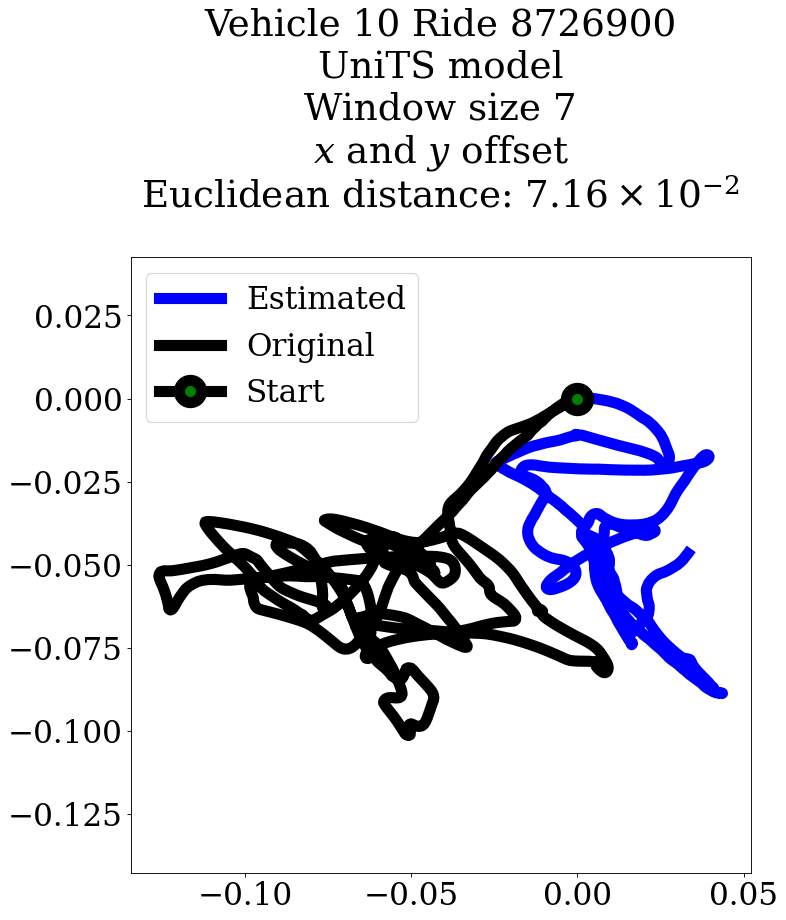 Vehicle 10 Ride 8726900
UniTS model
Window size 7
x and y offset
Euclidean distance: 7.16 × 10⁻²
Estimated
Original
Start
0.025
0.000
−0.025
−0.050
−0.075
−0.100
−0.125
−0.10 −0.05 0.00 0.05